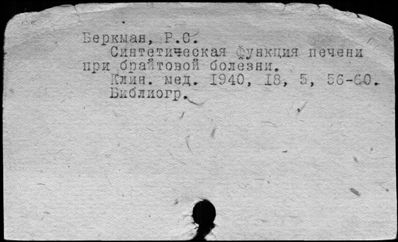 Беркман, Р.С.
Синтетическая функция печени
при брайтовой болезни.
Клин. мед. 1940, 18, 5, 56-60.
Библиогр.